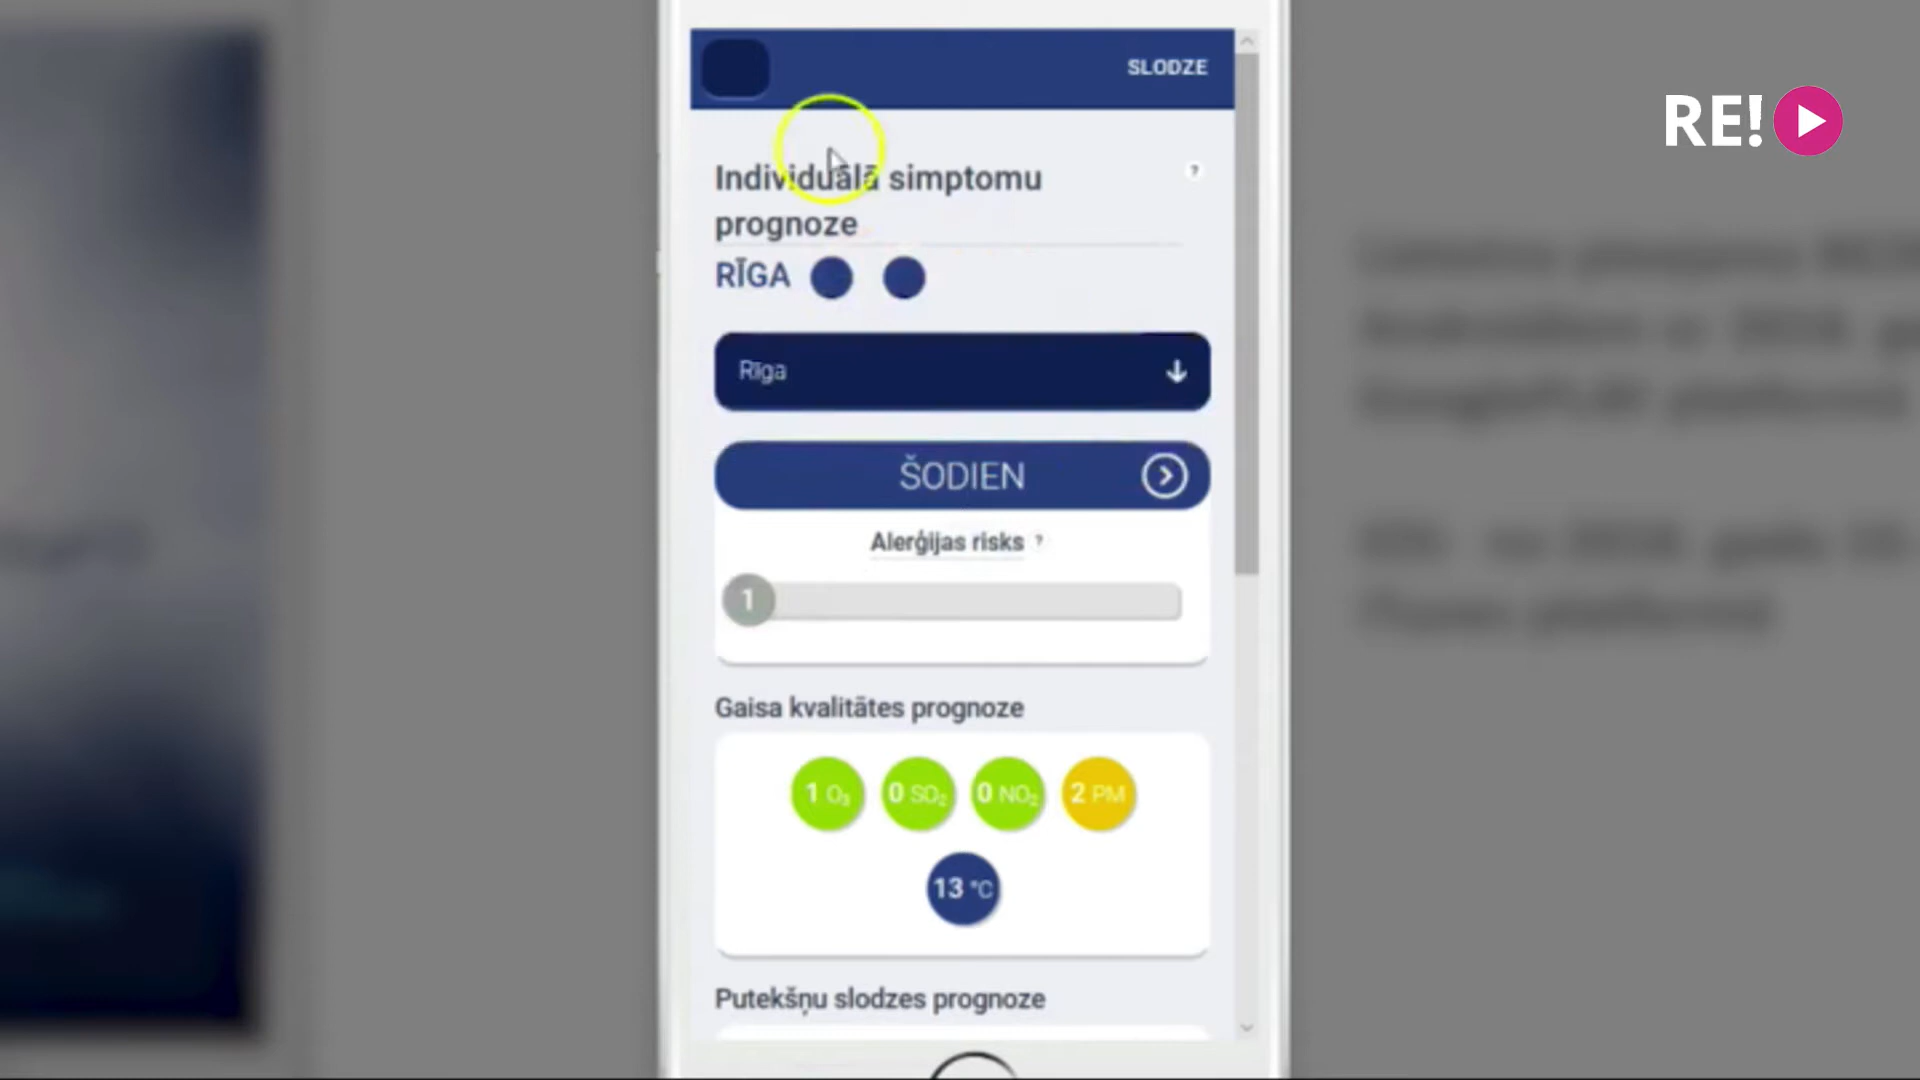 SLODZE
RE!
Individuālā simptomu
prognoze
?
RĪGA
Rīga
ŠODIEN
Alerģijas risks ?
1
Gaisa kvalitātes prognoze
1 O₃ 0 SO₂ 0 NO₂ 2 PM
13 °C
Putekšņu slodzes prognoze